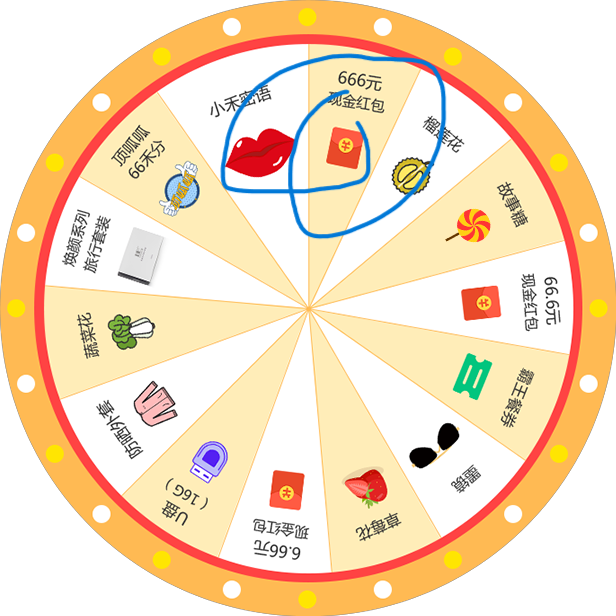 666元
现金红包
榴莲花
故事糖
66.6元
现金红包
霸王餐券
墨镜
草莓花
6.66元
现金红包
U盘
（16G）
防晒外套
蔬菜花
焕颜系列
旅行套装
顶呱呱
66禾分
小禾密语